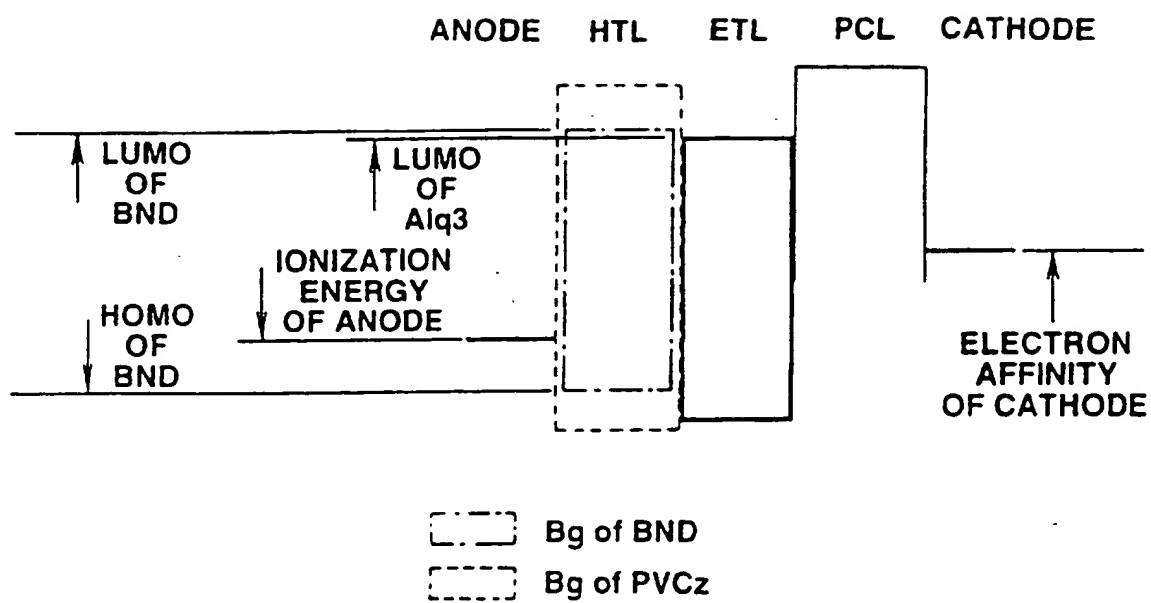 ANODE HTL ETL PCL CATHODE
LUMO
OF
BND
LUMO
OF
Alq3
IONIZATION
ENERGY
OF ANODE
HOMO
OF
BND
ELECTRON
AFFINITY
OF CATHODE
Bg of BND
Bg of PVCz